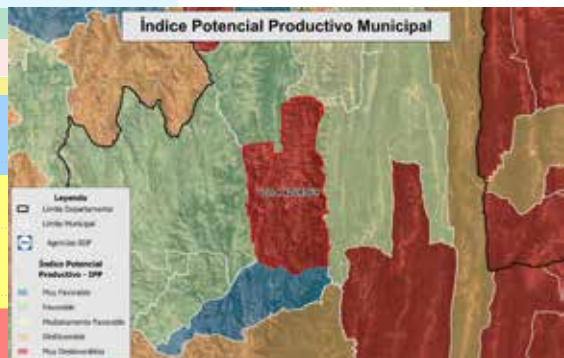 Índice Potencial Productivo Municipal
Leyenda
Límite Departamental
Límite Municipal
Agencias BDP
Índice Potencial
Productivo - IPP
Muy Favorable
Favorable
Medianamente Favorable
Desfavorable
Muy Desfavorable